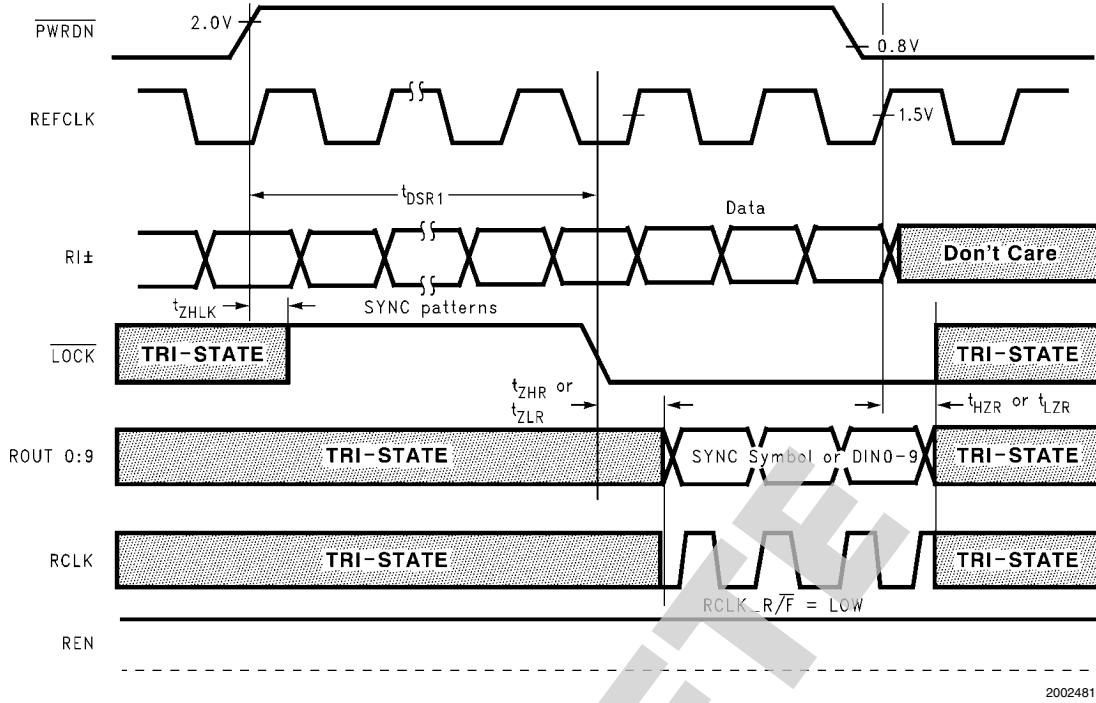 PWRDN
2.0V
0.8V
REFCLK
1.5V
tDSR1
Data
RI±
Don't Care
tZHLK
SYNC patterns
LOCK
TRI-STATE
TRI-STATE
tZHR or
tZLR
tHZR or tLZR
ROUT 0:9
TRI-STATE
SYNC Symbol or DIN0-9
TRI-STATE
RCLK
TRI-STATE
TRI-STATE
RCLK_R/F = LOW
REN
2002481